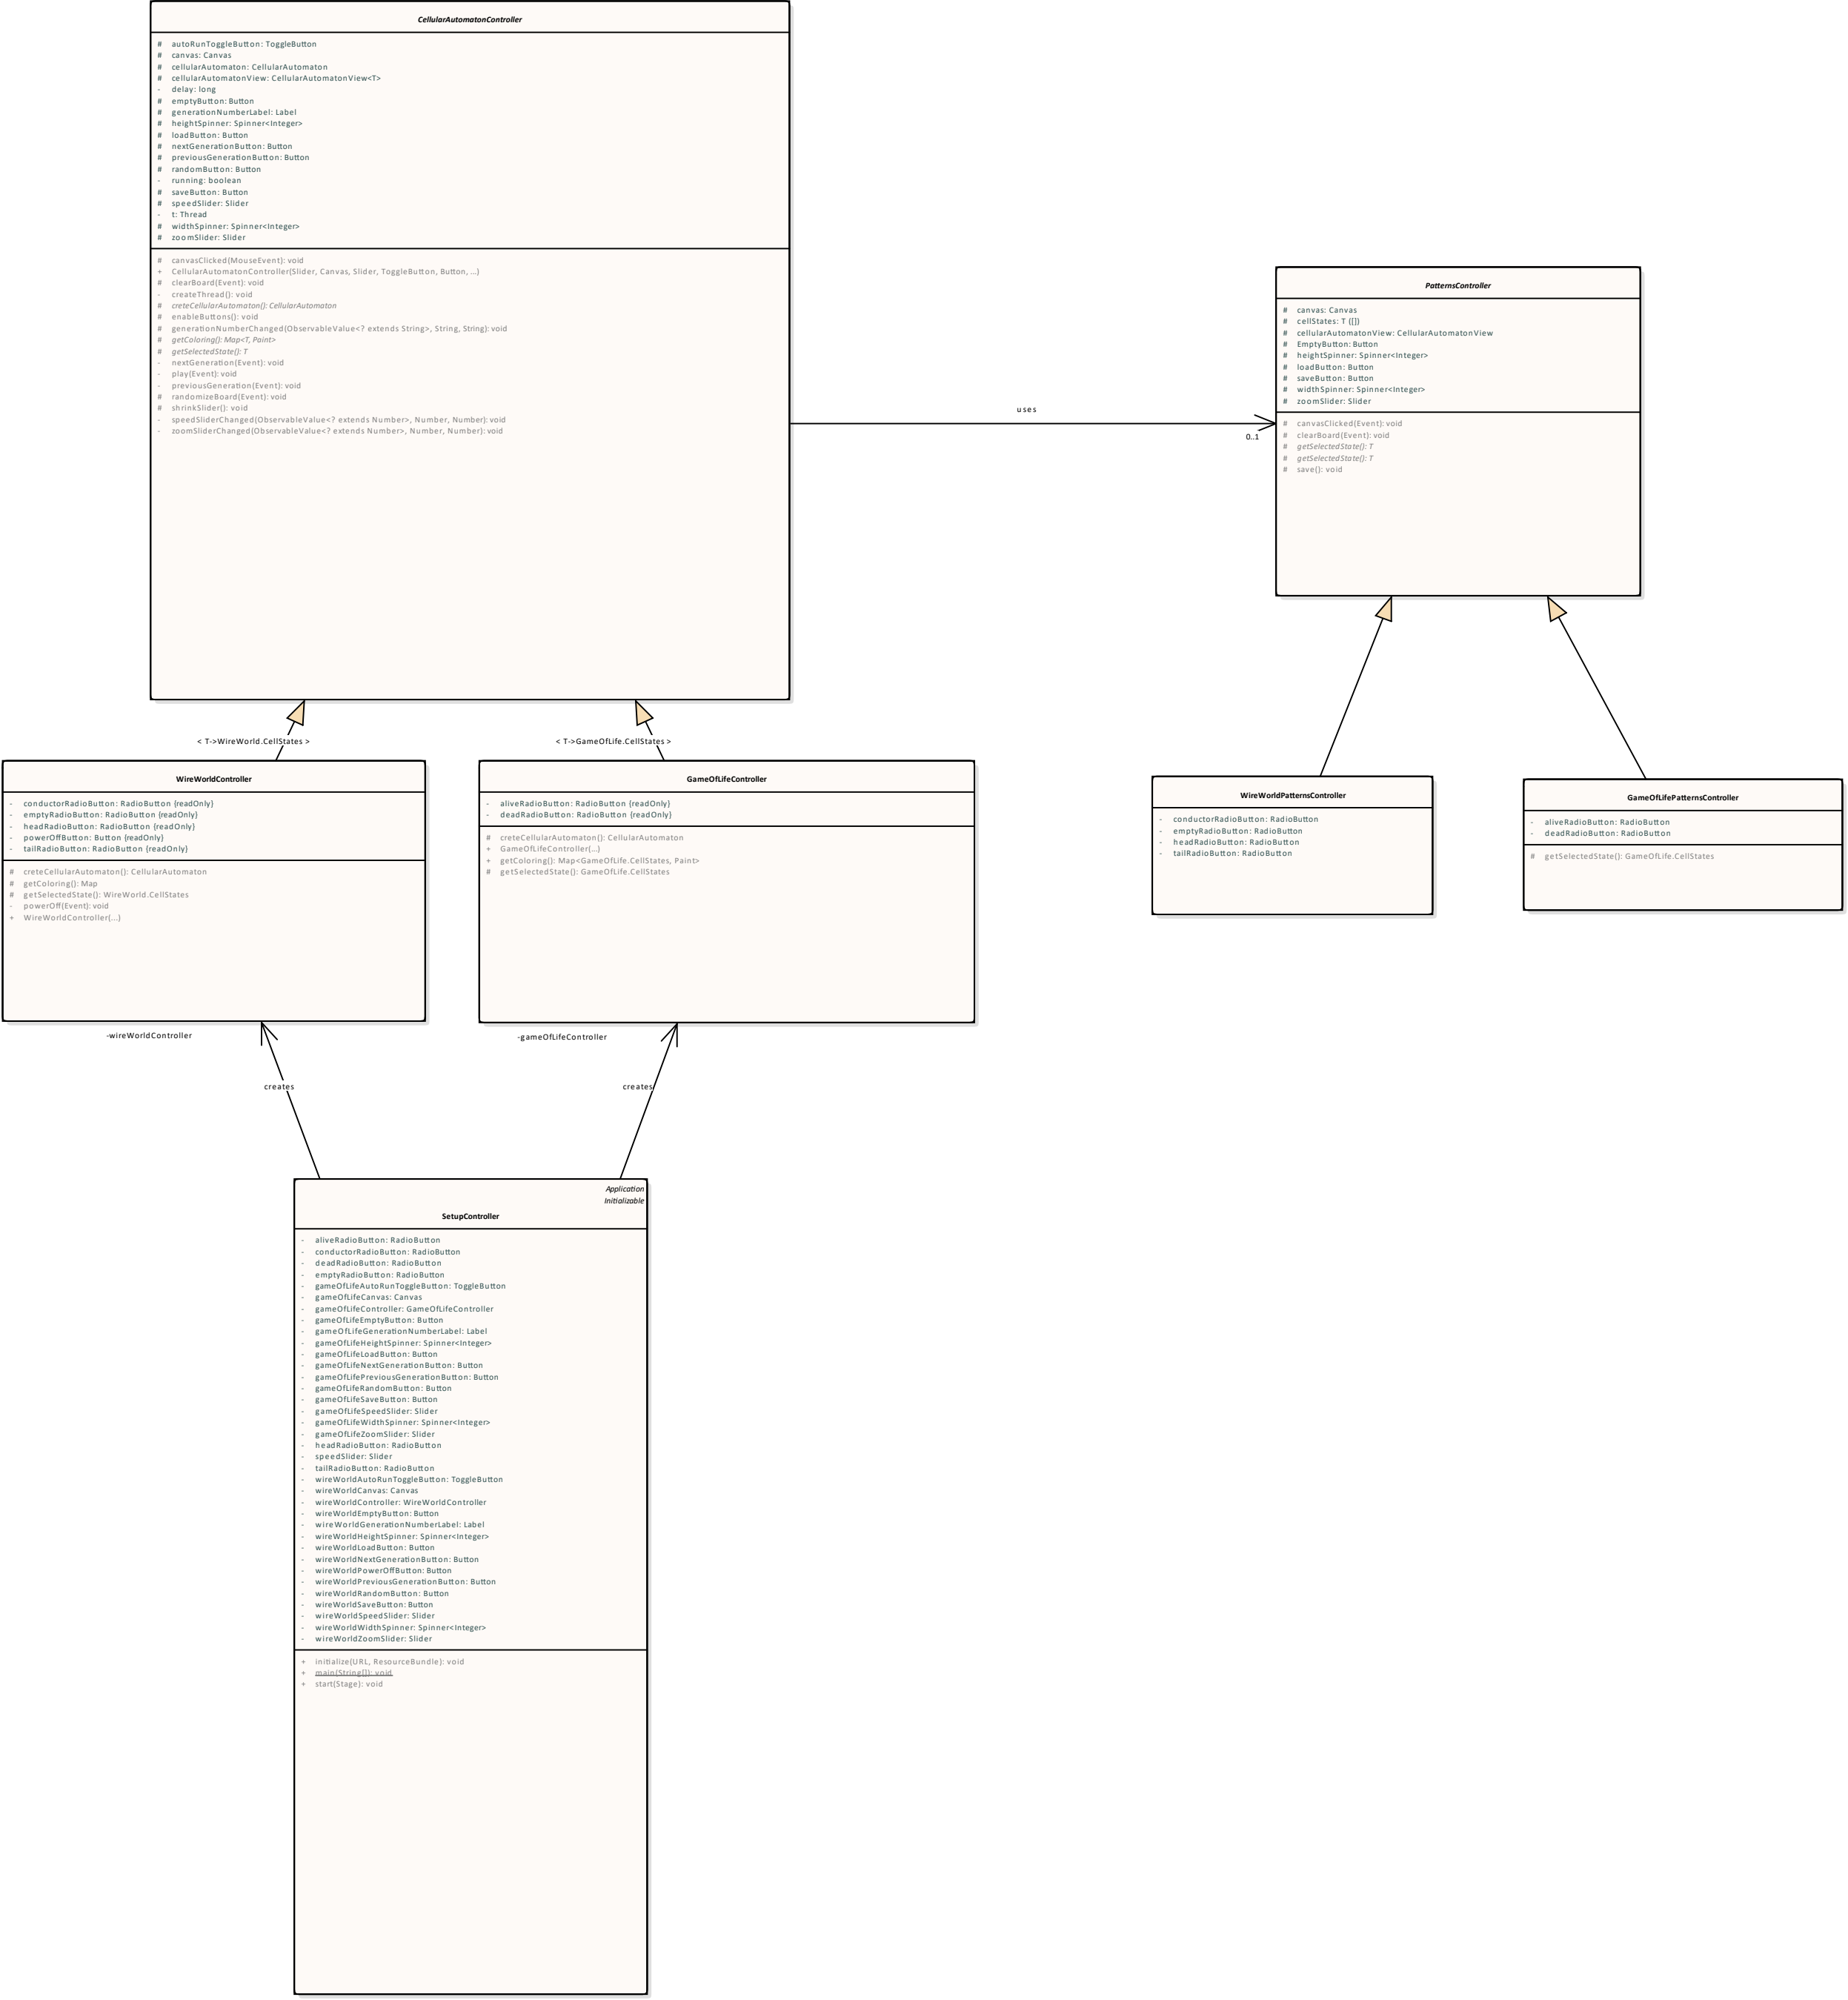 CellularAutomatonController
# autoRunToggleButton: ToggleButton
# canvas: Canvas
# cellularAutomaton: CellularAutomaton
# cellularAutomatonView: CellularAutomatonView<T>
- delay: long
# emptyButton: Button
# generationNumberLabel: Label
# heightSpinner: Spinner<Integer>
# loadButton: Button
# nextGenerationButton: Button
# previousGenerationButton: Button
# randomButton: Button
- running: boolean
# saveButton: Button
# speedSlider: Slider
- t: Thread
# widthSpinner: Spinner<Integer>
# zoomSlider: Slider
# canvasClicked(MouseEvent): void
+ CellularAutomatonController(Slider, Canvas, Slider, ToggleButton, Button, ...)
# clearBoard(Event): void
- createThread(): void
# creteCellularAutomaton(): CellularAutomaton
# enableButtons(): void
# generationNumberChanged(ObservableValue<? extends String>, String, String): void
# getColoring(): Map<T, Paint>
# getSelectedState(): T
- nextGeneration(Event): void
- play(Event): void
- previousGeneration(Event): void
# randomizeBoard(Event): void
# shrinkSlider(): void
- speedSliderChanged(ObservableValue<? extends Number>, Number, Number): void
- zoomSliderChanged(ObservableValue<? extends Number>, Number, Number): void
uses
0..1
PatternsController
# canvas: Canvas
# cellStates: T ([])
# cellularAutomatonView: CellularAutomatonView
# EmptyButton: Button
# heightSpinner: Spinner<Integer>
# loadButton: Button
# saveButton: Button
# widthSpinner: Spinner<Integer>
# zoomSlider: Slider
# canvasClicked(Event): void
# clearBoard(Event): void
# getSelectedState(): T
# getSelectedState(): T
# save(): void
< T->WireWorld.CellStates >
< T->GameOfLife.CellStates >
WireWorldController
- conductorRadioButton: RadioButton {readOnly}
- emptyRadioButton: RadioButton {readOnly}
- headRadioButton: RadioButton {readOnly}
- powerOffButton: Button {readOnly}
- tailRadioButton: RadioButton {readOnly}
# creteCellularAutomaton(): CellularAutomaton
# getColoring(): Map
# getSelectedState(): WireWorld.CellStates
- powerOff(Event): void
+ WireWorldController(...)
GameOfLifeController
- aliveRadioButton: RadioButton {readOnly}
- deadRadioButton: RadioButton {readOnly}
# creteCellularAutomaton(): CellularAutomaton
+ GameOfLifeController(...)
+ getColoring(): Map<GameOfLife.CellStates, Paint>
# getSelectedState(): GameOfLife.CellStates
WireWorldPatternsController
- conductorRadioButton: RadioButton
- emptyRadioButton: RadioButton
- headRadioButton: RadioButton
- tailRadioButton: RadioButton
GameOfLifePatternsController
- aliveRadioButton: RadioButton
- deadRadioButton: RadioButton
# getSelectedState(): GameOfLife.CellStates
-wireWorldController
-gameOfLifeController
creates
creates
Application
Initializable
SetupController
- aliveRadioButton: RadioButton
- conductorRadioButton: RadioButton
- deadRadioButton: RadioButton
- emptyRadioButton: RadioButton
- gameOfLifeAutoRunToggleButton: ToggleButton
- gameOfLifeCanvas: Canvas
- gameOfLifeController: GameOfLifeController
- gameOfLifeEmptyButton: Button
- gameOfLifeGenerationNumberLabel: Label
- gameOfLifeHeightSpinner: Spinner<Integer>
- gameOfLifeLoadButton: Button
- gameOfLifeNextGenerationButton: Button
- gameOfLifePreviousGenerationButton: Button
- gameOfLifeRandomButton: Button
- gameOfLifeSaveButton: Button
- gameOfLifeSpeedSlider: Slider
- gameOfLifeWidthSpinner: Spinner<Integer>
- gameOfLifeZoomSlider: Slider
- headRadioButton: RadioButton
- speedSlider: Slider
- tailRadioButton: RadioButton
- wireWorldAutoRunToggleButton: ToggleButton
- wireWorldCanvas: Canvas
- wireWorldController: WireWorldController
- wireWorldEmptyButton: Button
- wireWorldGenerationNumberLabel: Label
- wireWorldHeightSpinner: Spinner<Integer>
- wireWorldLoadButton: Button
- wireWorldNextGenerationButton: Button
- wireWorldPowerOffButton: Button
- wireWorldPreviousGenerationButton: Button
- wireWorldRandomButton: Button
- wireWorldSaveButton: Button
- wireWorldSpeedSlider: Slider
- wireWorldWidthSpinner: Spinner<Integer>
- wireWorldZoomSlider: Slider
+ initialize(URL, ResourceBundle): void
+ main(String[]): void
+ start(Stage): void